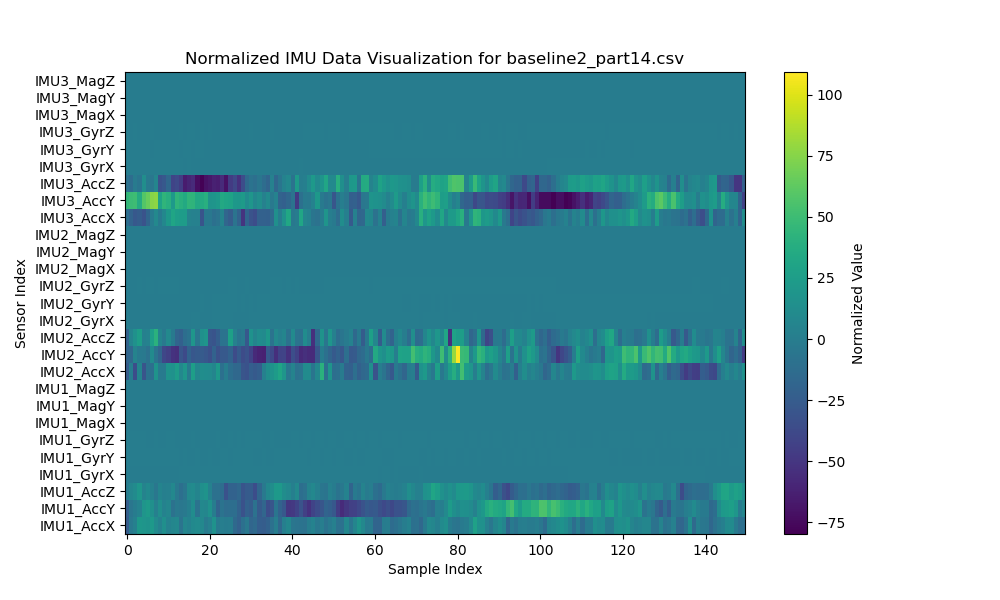 Normalized IMU Data Visualization for baseline2_part14.csv
IMU3_MagZ
IMU3_MagY
IMU3_MagX
IMU3_GyrZ
IMU3_GyrY
IMU3_GyrX
IMU3_AccZ
IMU3_AccY
IMU3_AccX
IMU2_MagZ
IMU2_MagY
IMU2_MagX
IMU2_GyrZ
IMU2_GyrY
IMU2_GyrX
IMU2_AccZ
IMU2_AccY
IMU2_AccX
IMU1_MagZ
IMU1_MagY
IMU1_MagX
IMU1_GyrZ
IMU1_GyrY
IMU1_GyrX
IMU1_AccZ
IMU1_AccY
IMU1_AccX
Sensor Index
0 20 40 60 80 100 120 140
Sample Index
100
75
50
25
0
−25
−50
−75
Normalized Value